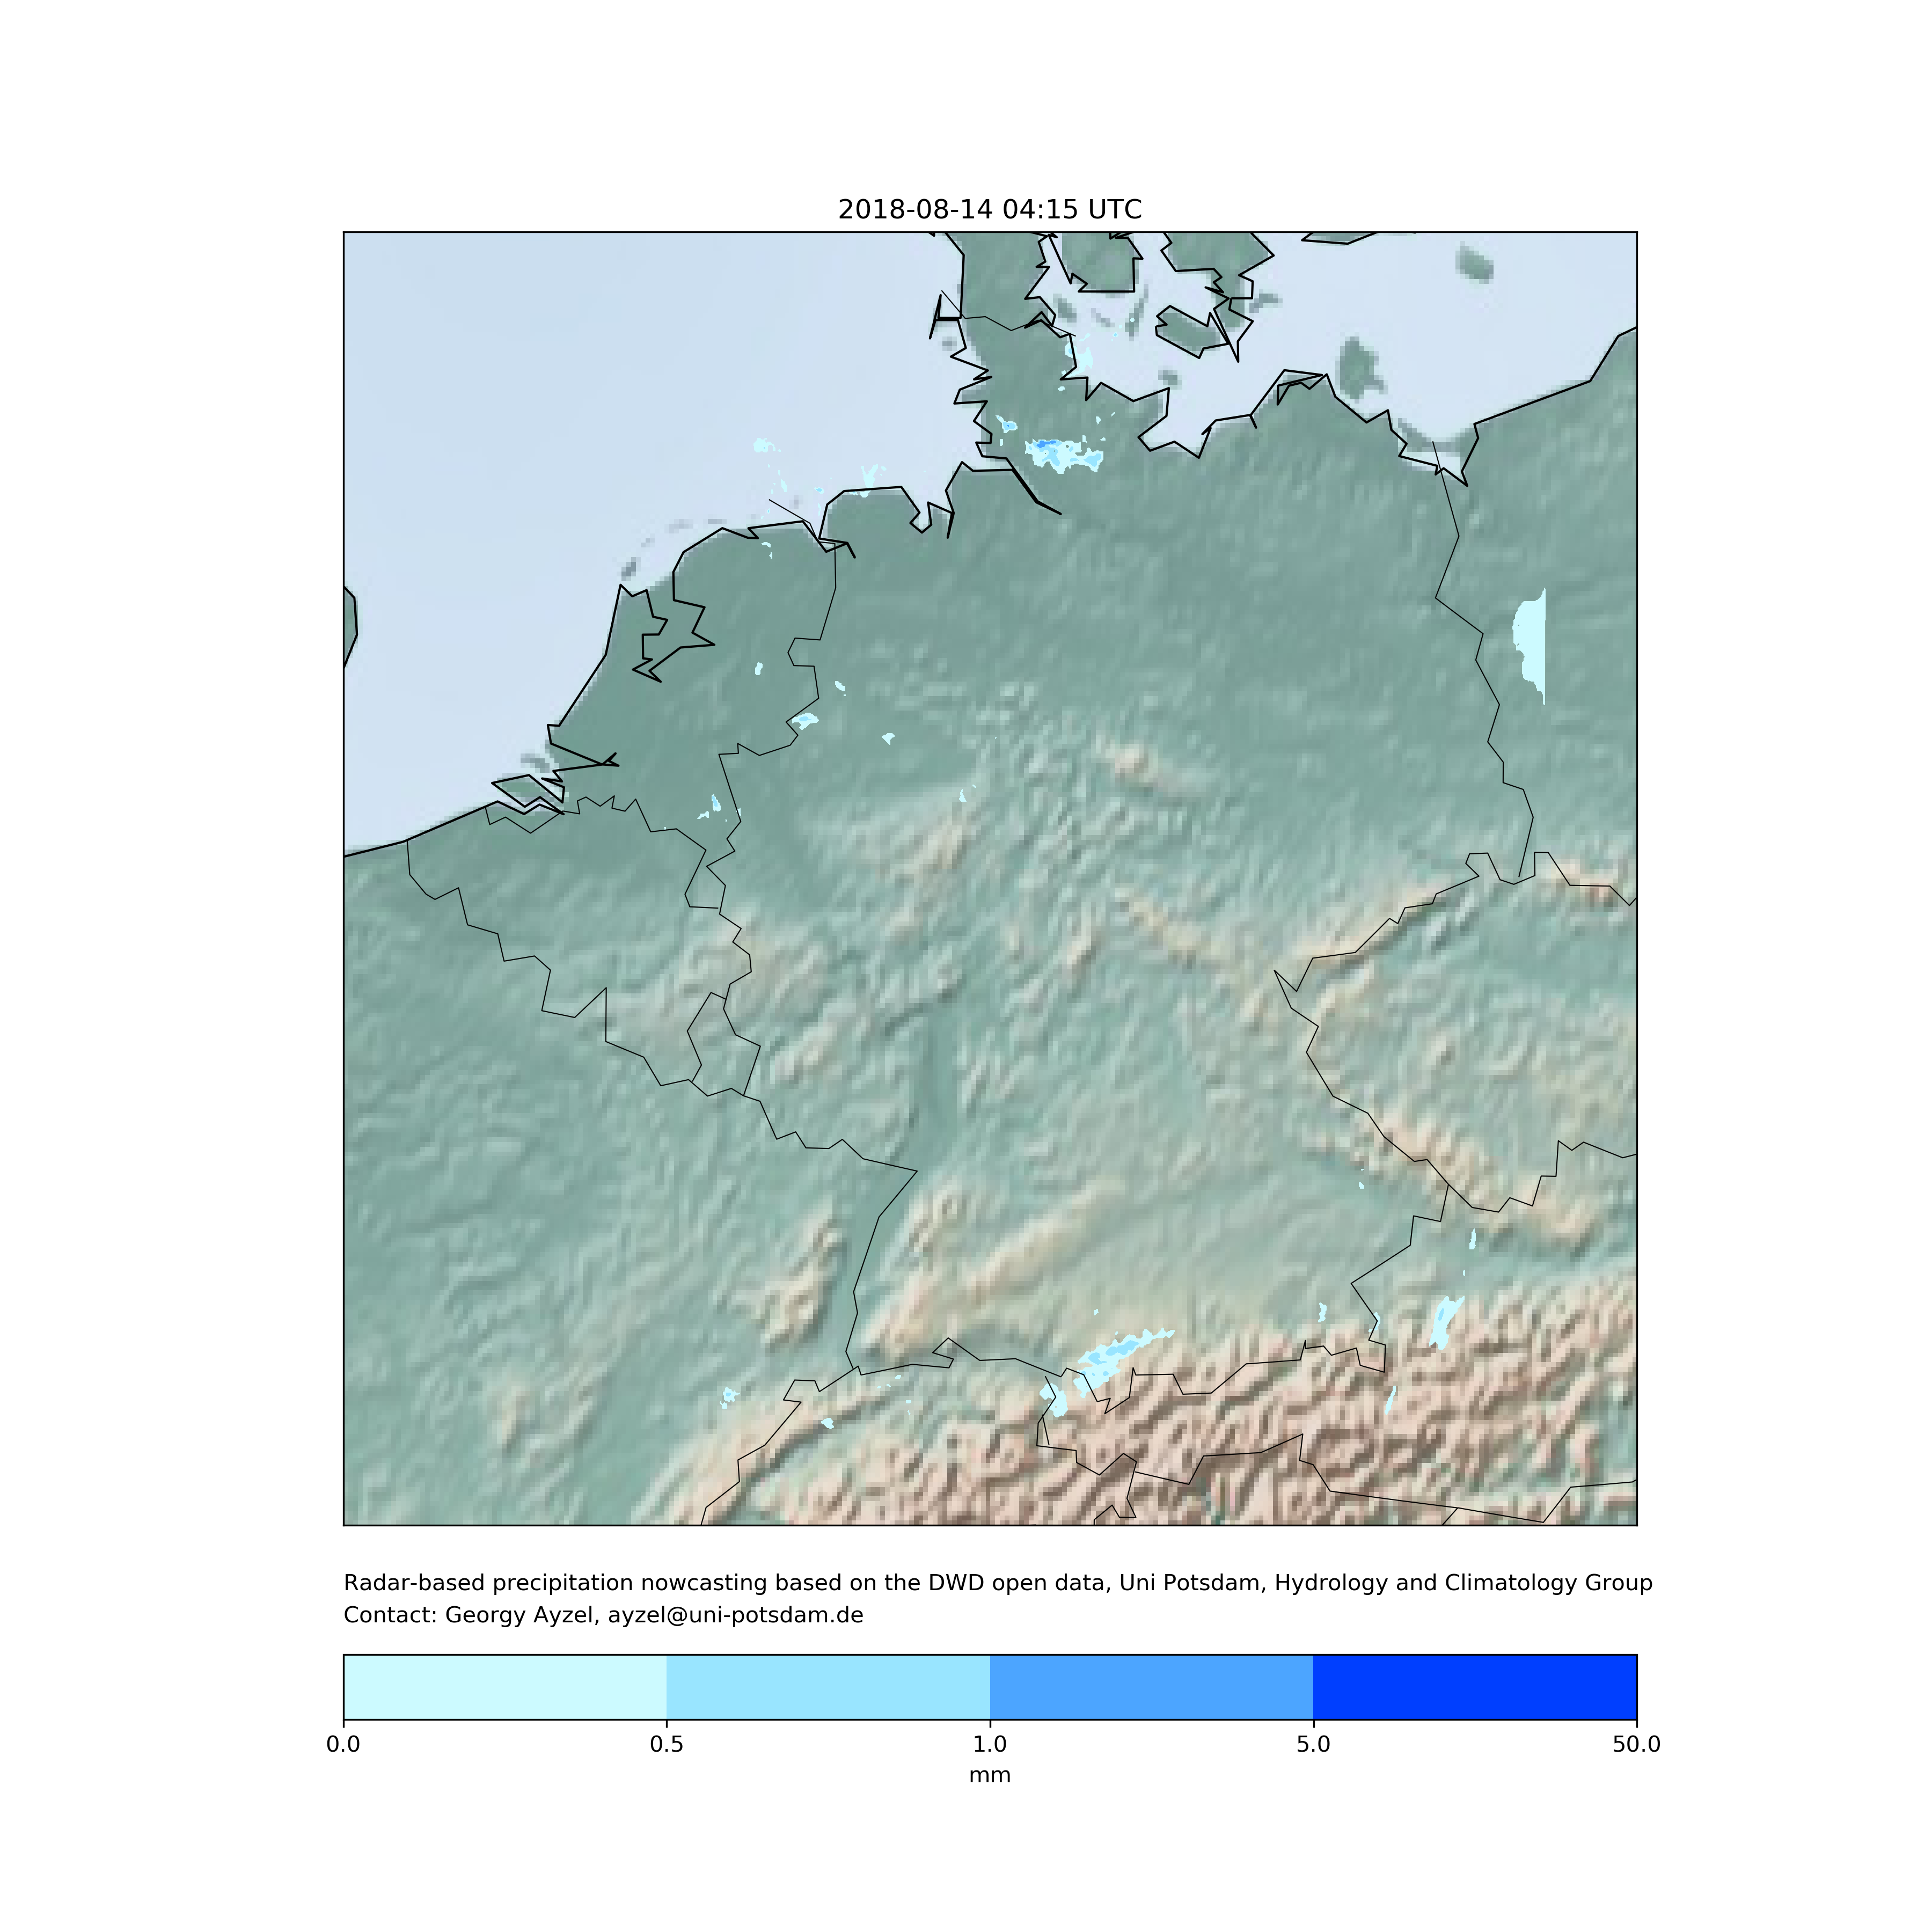 2018-08-14 04:15 UTC
Radar-based precipitation nowcasting based on the DWD open data, Uni Potsdam, Hydrology and Climatology Group
Contact: Georgy Ayzel, ayzel@uni-potsdam.de
0.0 0.5 1.0 5.0 50.0
mm